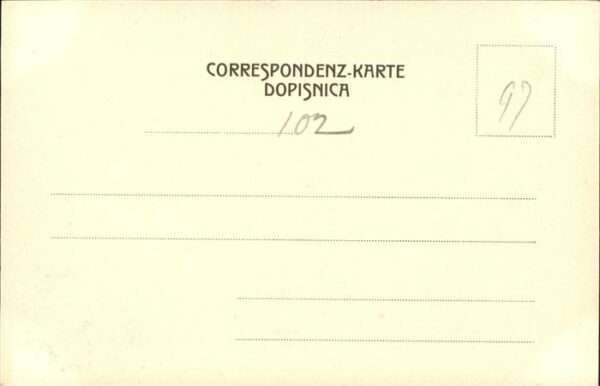 CORRESPONDENZ-KARTE
DOPISNICA
102
97